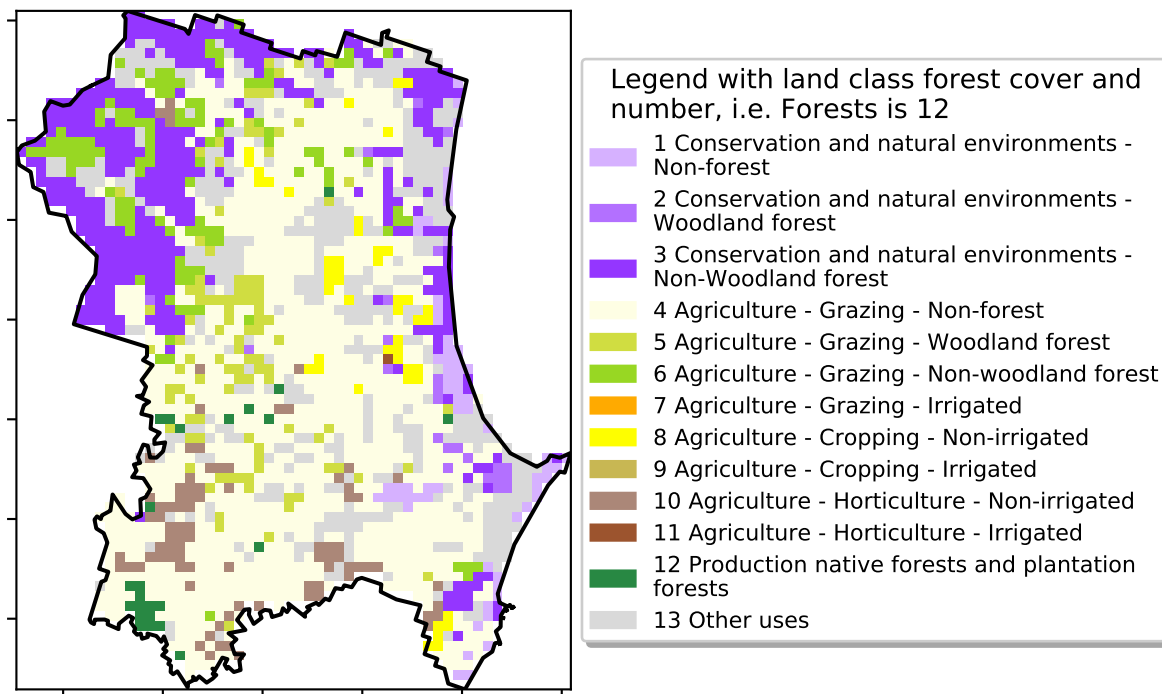 Legend with land class forest cover and
number, i.e. Forests is 12
1 Conservation and natural environments -
Non-forest
2 Conservation and natural environments -
Woodland forest
3 Conservation and natural environments -
Non-Woodland forest
4 Agriculture - Grazing - Non-forest
5 Agriculture - Grazing - Woodland forest
6 Agriculture - Grazing - Non-woodland forest
7 Agriculture - Grazing - Irrigated
8 Agriculture - Cropping - Non-irrigated
9 Agriculture - Cropping - Irrigated
10 Agriculture - Horticulture - Non-irrigated
11 Agriculture - Horticulture - Irrigated
12 Production native forests and plantation
forests
13 Other uses